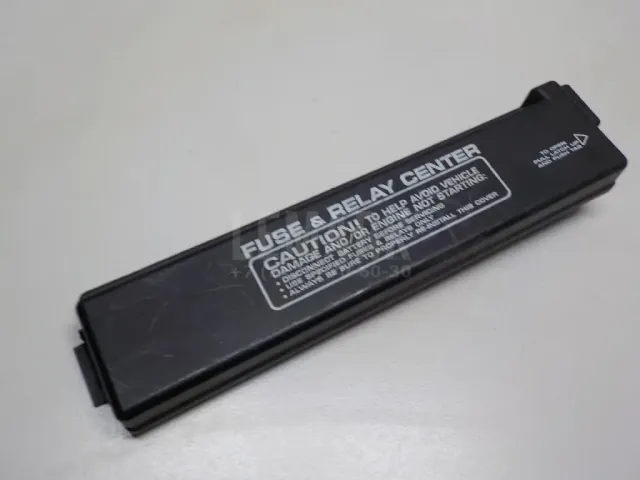 FUSE & RELAY CENTER
CAUTION! TO HELP AVOID VEHICLE
DAMAGE AND/OR ENGINE NOT STARTING:
• DISCONNECT BATTERY BEFORE SERVICING
• USE SPECIFIED FUSES & RELAYS ONLY
• ALWAYS BE SURE TO PROPERLY RE-INSTALL THIS COVER
TO OPEN
PULL LATCH UP
AND PUSH TAB